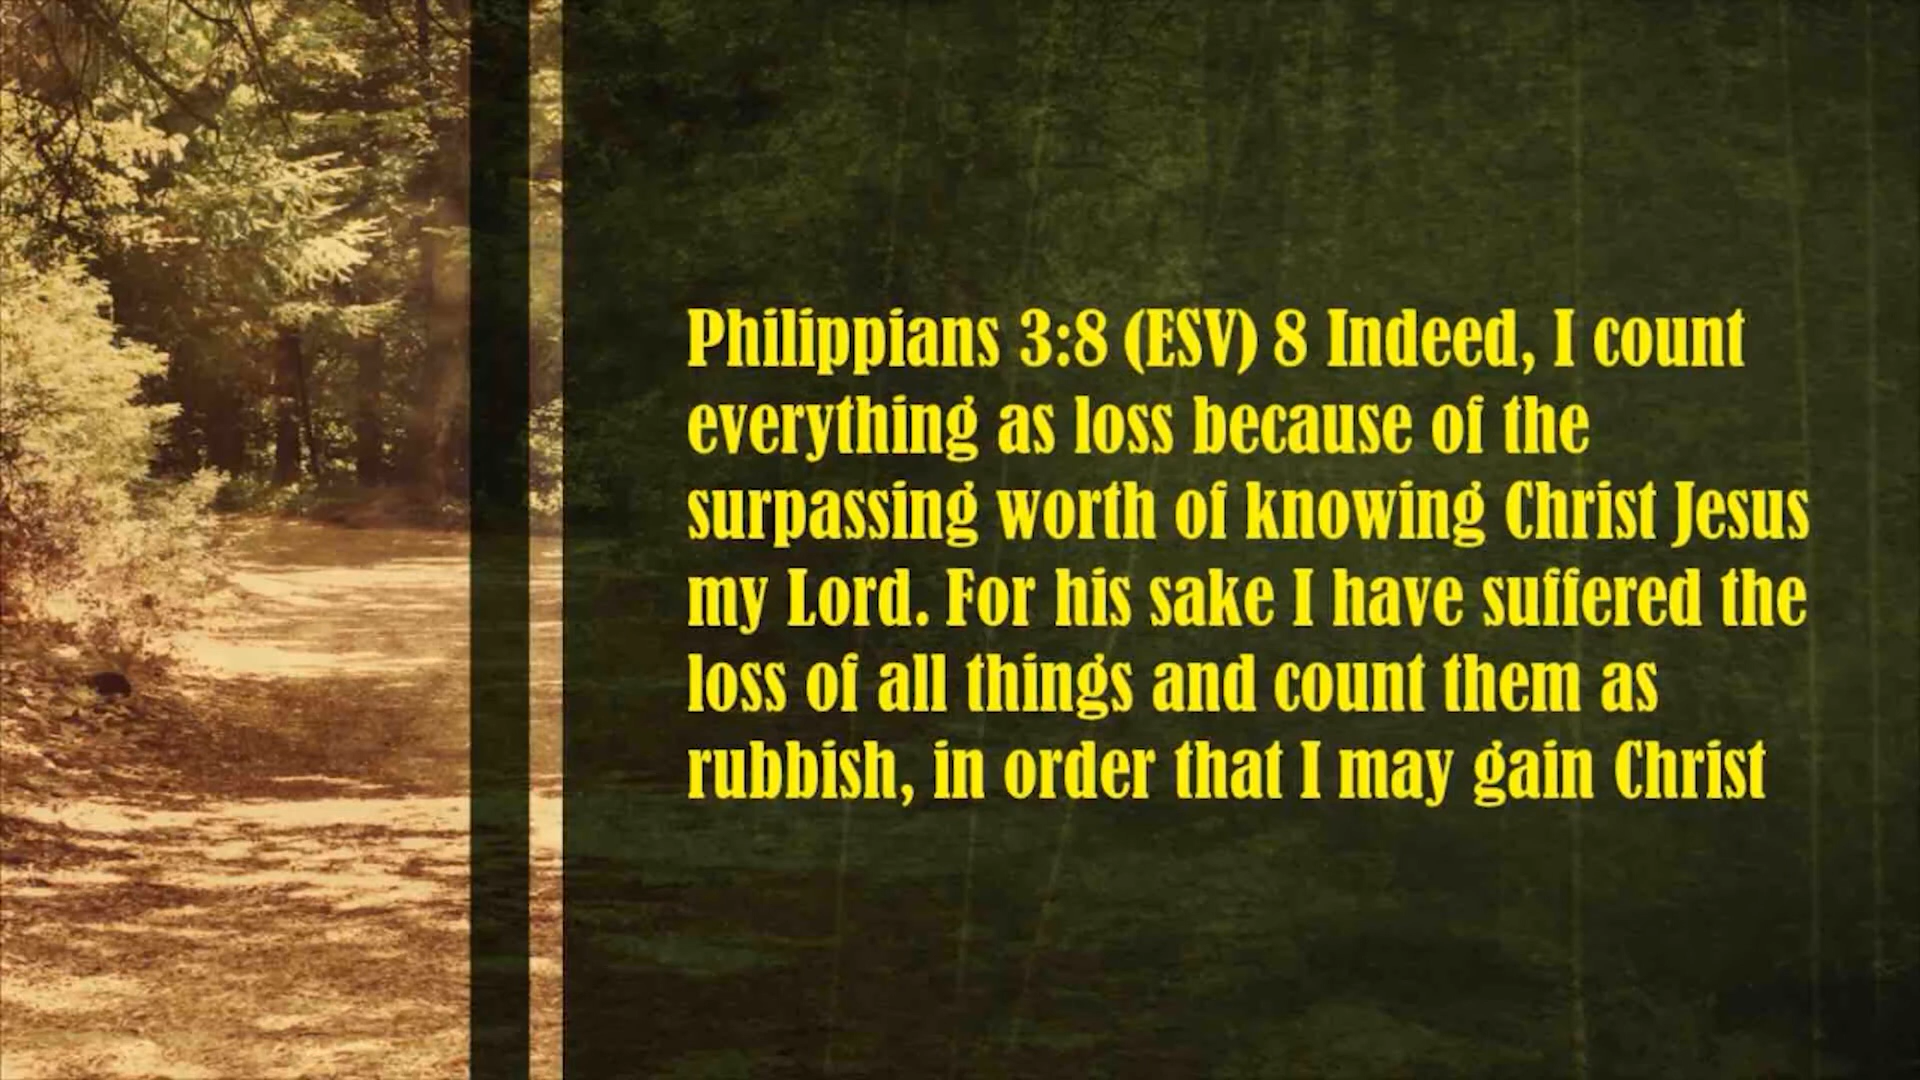 Philippians 3:8 (ESV) 8 Indeed, I count
everything as loss because of the
surpassing worth of knowing Christ Jesus
my Lord. For his sake I have suffered the
loss of all things and count them as
rubbish, in order that I may gain Christ